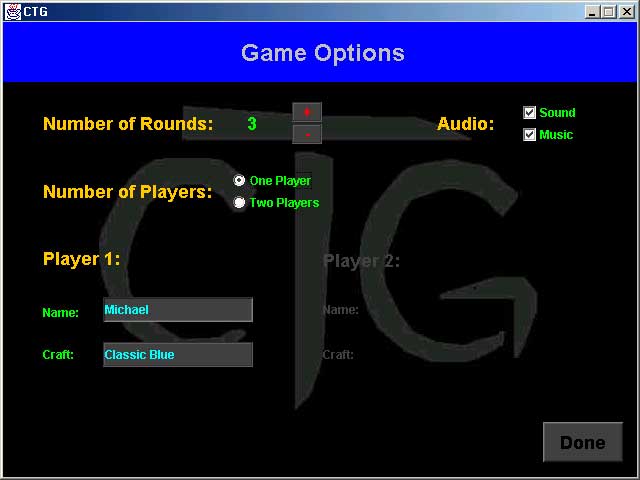 CTG
Game Options
Number of Rounds: 3
+
-
Audio:
Sound
Music
Number of Players:
One Player
Two Players
Player 1:
Player 2:
Name: Michael
Name:
Craft: Classic Blue
Craft:
CTG
Done